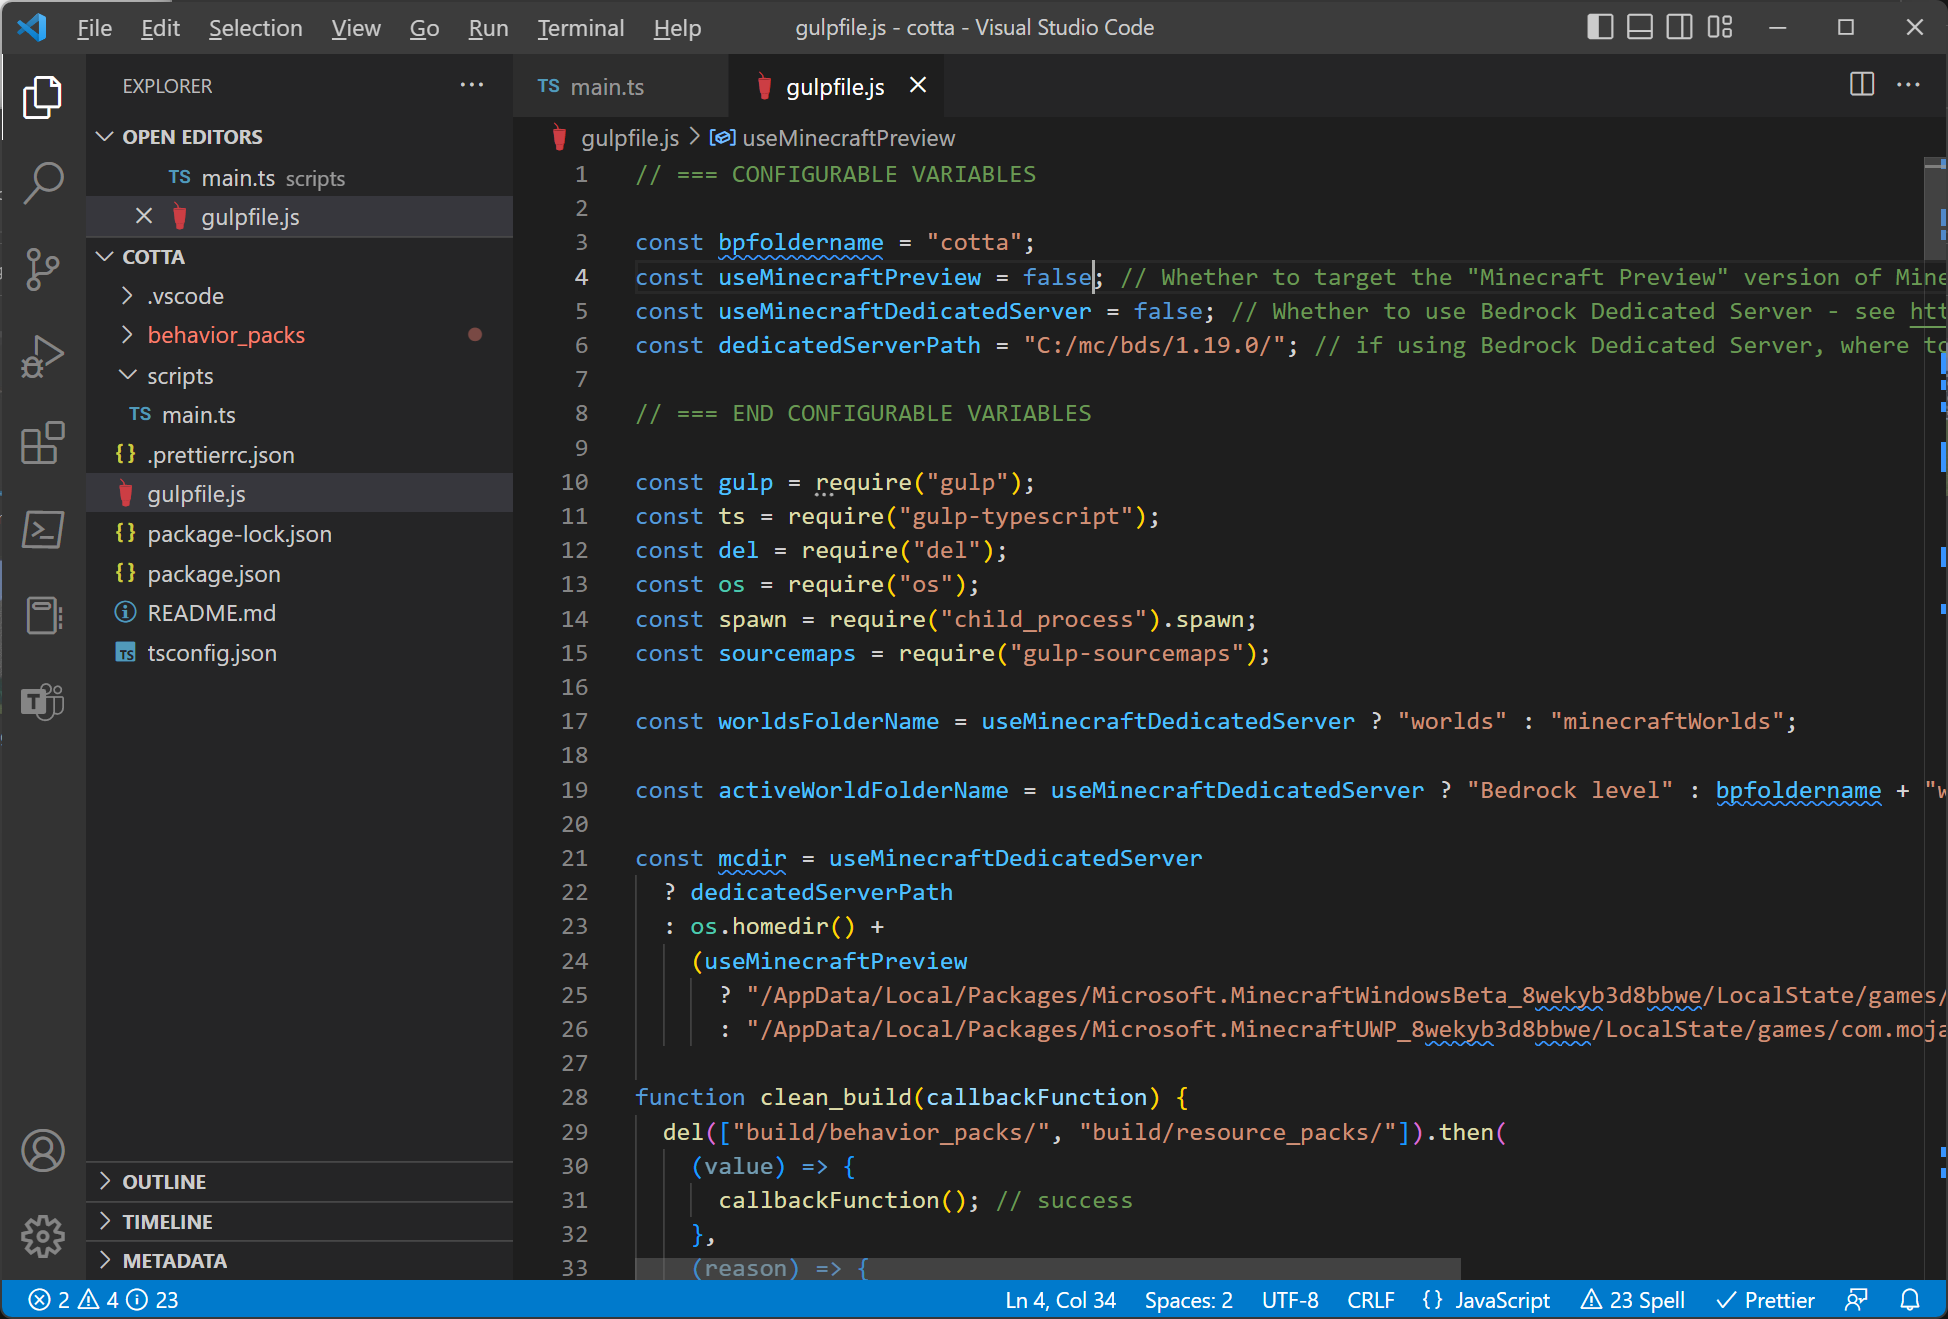 File Edit Selection View Go Run Terminal Help gulpfile.js - cotta - Visual Studio Code
EXPLORER
OPEN EDITORS
TS main.ts scripts
gulpfile.js
COTTA
.vscode
behavior_packs
scripts
TS main.ts
{} .prettierrc.json
gulpfile.js
{} package-lock.json
{} package.json
README.md
TS tsconfig.json
OUTLINE
TIMELINE
METADATA
TS main.ts gulpfile.js
gulpfile.js > useMinecraftPreview
1 // === CONFIGURABLE VARIABLES
2
3 const bpfoldername = "cotta";
4 const useMinecraftPreview = false; // Whether to target the "Minecraft Preview" version of Mine
5 const useMinecraftDedicatedServer = false; // Whether to use Bedrock Dedicated Server - see htt
6 const dedicatedServerPath = "C:/mc/bds/1.19.0/"; // if using Bedrock Dedicated Server, where to
7
8 // === END CONFIGURABLE VARIABLES
9
10 const gulp = require("gulp");
11 const ts = require("gulp-typescript");
12 const del = require("del");
13 const os = require("os");
14 const spawn = require("child_process").spawn;
15 const sourcemaps = require("gulp-sourcemaps");
16
17 const worldsFolderName = useMinecraftDedicatedServer ? "worlds" : "minecraftWorlds";
18
19 const activeWorldFolderName = useMinecraftDedicatedServer ? "Bedrock level" : bpfoldername + "w
20
21 const mcdir = useMinecraftDedicatedServer
22 ? dedicatedServerPath
23 : os.homedir() +
24 (useMinecraftPreview
25 ? "/AppData/Local/Packages/Microsoft.MinecraftWindowsBeta_8wekyb3d8bbwe/LocalState/games/
26 : "/AppData/Local/Packages/Microsoft.MinecraftUWP_8wekyb3d8bbwe/LocalState/games/com.moja
27
28 function clean_build(callbackFunction) {
29 del(["build/behavior_packs/", "build/resource_packs/"]).then(
30 (value) => {
31 callbackFunction(); // success
32 },
33 (reason) => {
2 4 23 Ln 4, Col 34 Spaces: 2 UTF-8 CRLF {} JavaScript 23 Spell Prettier